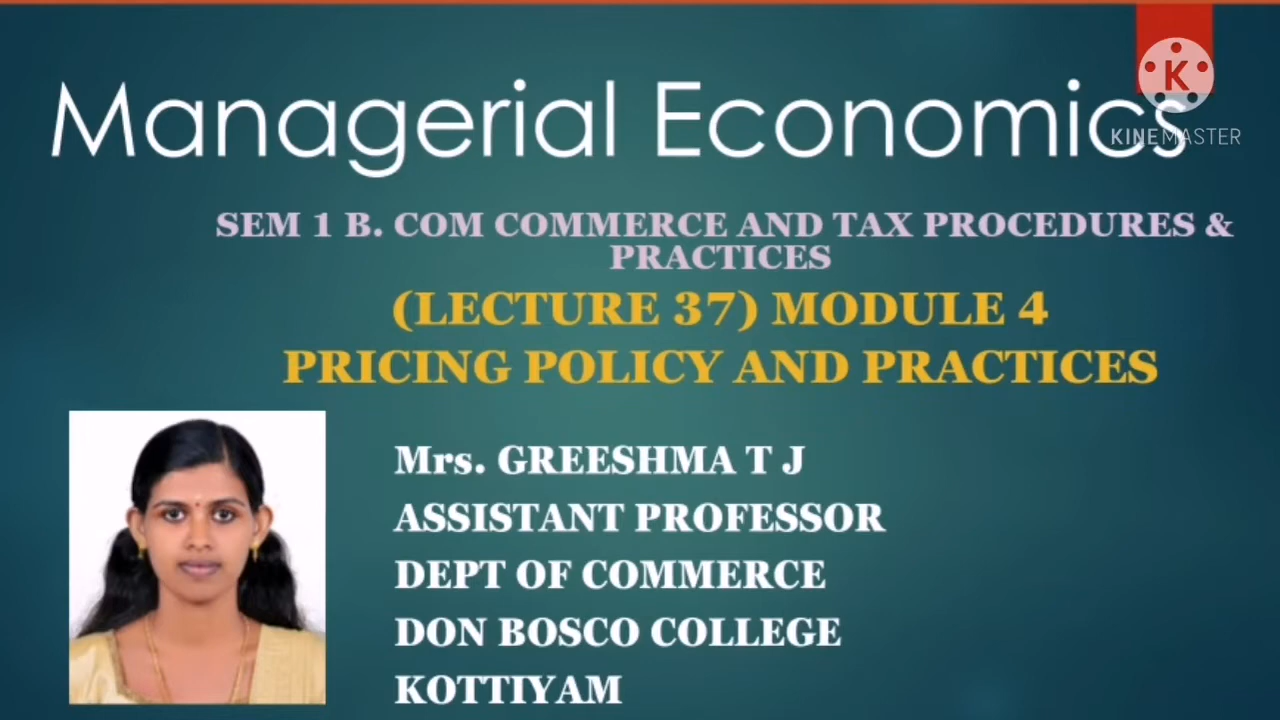 Managerial Economics
K
KINEMASTER
SEM 1 B. COM COMMERCE AND TAX PROCEDURES &
PRACTICES
(LECTURE 37) MODULE 4
PRICING POLICY AND PRACTICES
Mrs. GREESHMA T J
ASSISTANT PROFESSOR
DEPT OF COMMERCE
DON BOSCO COLLEGE
KOTTIYAM